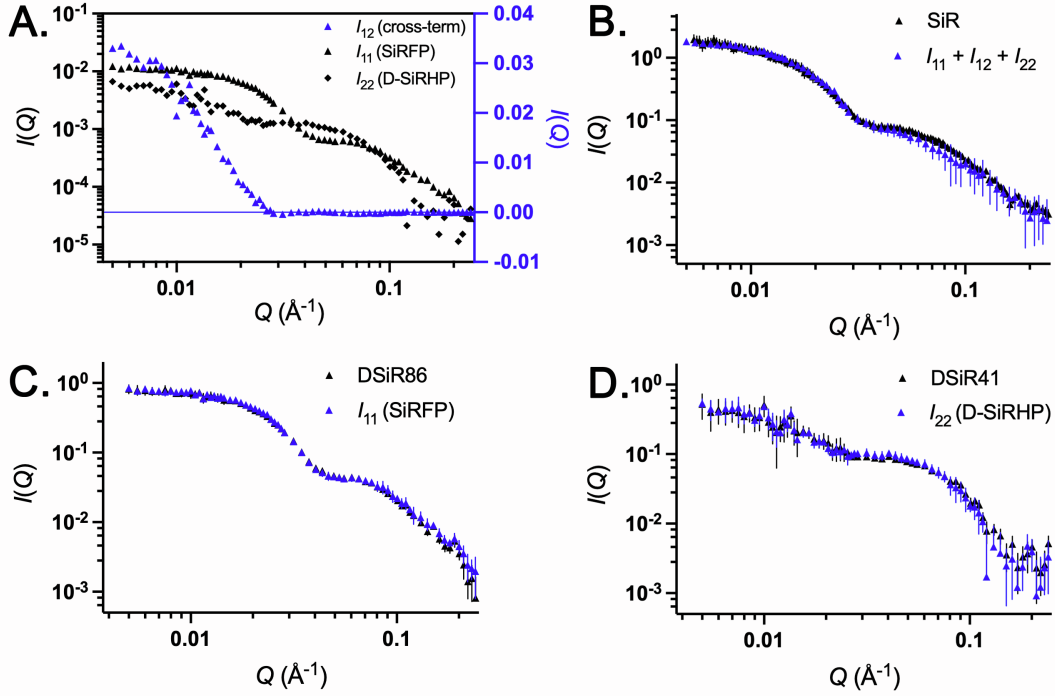 A.
10⁻¹
10⁻²
10⁻³
10⁻⁴
10⁻⁵
I(Q)
I₁₂ (cross-term)
I₁₁ (SiRFP)
I₂₂ (D-SiRHP)
0.04
0.03
0.02
0.01
0.00
-0.01
I(Q)
0.01
0.1
Q (Å⁻¹)
B.
10⁰
10⁻¹
10⁻²
10⁻³
I(Q)
SiR
I₁₁ + I₁₂ + I₂₂
0.01
0.1
Q (Å⁻¹)
C.
10⁰
10⁻¹
10⁻²
10⁻³
I(Q)
DSiR86
I₁₁ (SiRFP)
0.01
0.1
Q (Å⁻¹)
D.
10⁰
10⁻¹
10⁻²
10⁻³
I(Q)
DSiR41
I₂₂ (D-SiRHP)
0.01
0.1
Q (Å⁻¹)